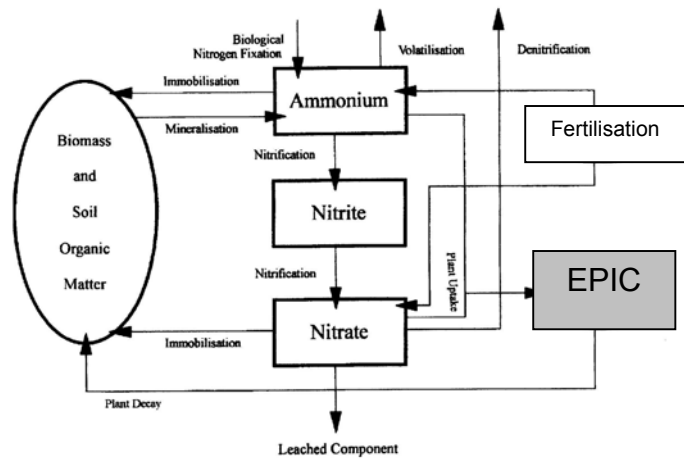 Biological
Nitrogen Fixation
Volatilisation
Denitrification
Immobilisation
Ammonium
Fertilisation
Mineralisation
Biomass
and
Soil
Organic
Matter
Nitrification
Nitrite
Nitrification
Plant Uptake
EPIC
Nitrate
Immobilisation
Plant Decay
Leached Component